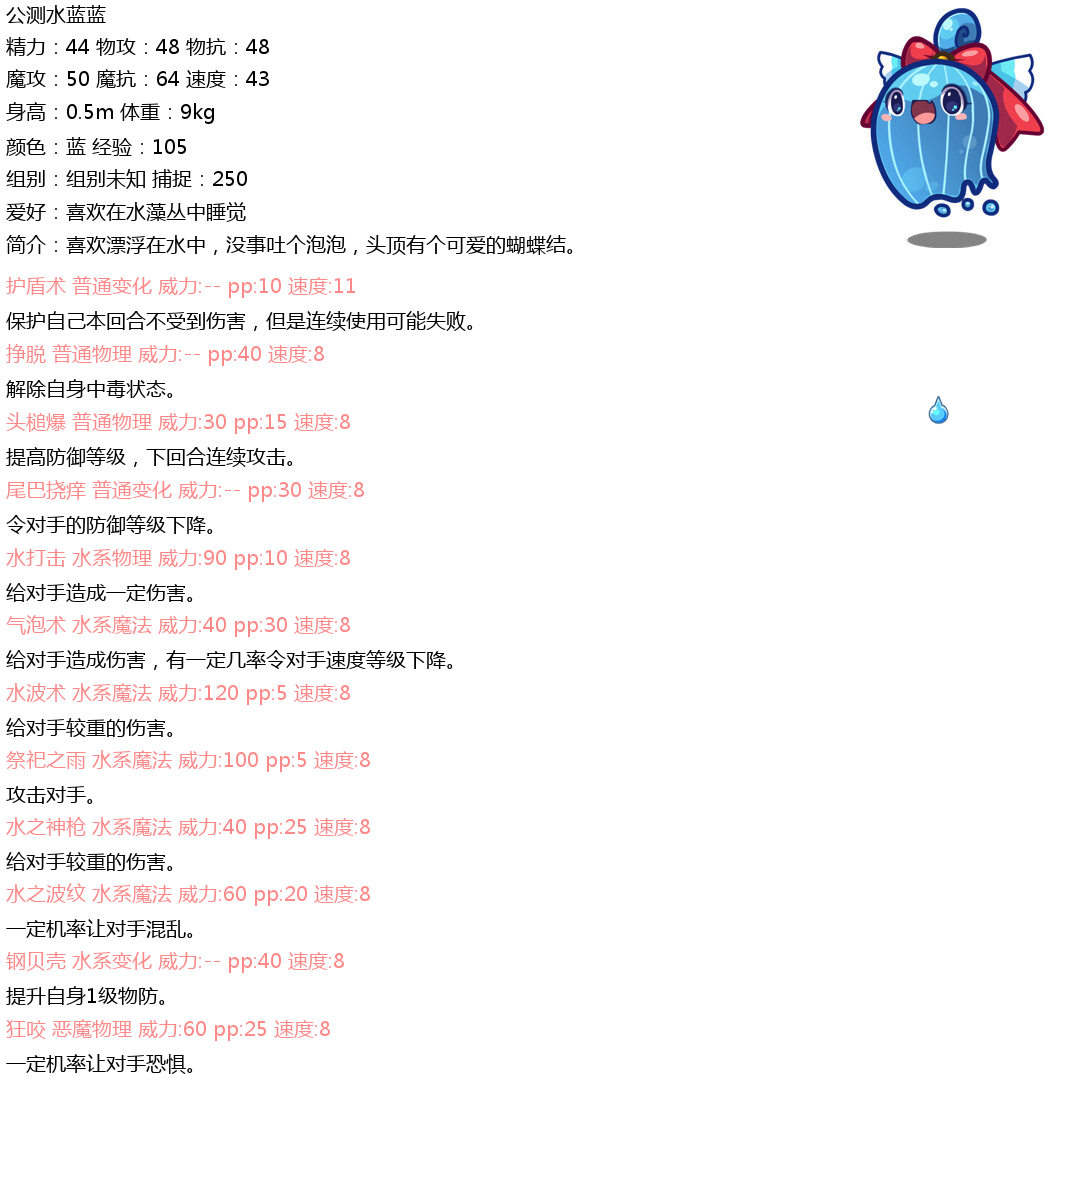 公测水蓝蓝
精力：44 物攻：48 物抗：48
魔攻：50 魔抗：64 速度：43
身高：0.5m 体重：9kg
颜色：蓝 经验：105
组别：组别未知 捕捉：250
爱好：喜欢在水藻丛中睡觉
简介：喜欢漂浮在水中，没事吐个泡泡，头顶有个可爱的蝴蝶结。
护盾术 普通变化 威力:-- pp:10 速度:11
保护自己本回合不受到伤害，但是连续使用可能失败。
挣脱 普通物理 威力:-- pp:40 速度:8
解除自身中毒状态。
头槌爆 普通物理 威力:30 pp:15 速度:8
提高防御等级，下回合连续攻击。
尾巴挠痒 普通变化 威力:-- pp:30 速度:8
令对手的防御等级下降。
水打击 水系物理 威力:90 pp:10 速度:8
给对手造成一定伤害。
气泡术 水系魔法 威力:40 pp:30 速度:8
给对手造成伤害，有一定几率令对手速度等级下降。
水波术 水系魔法 威力:120 pp:5 速度:8
给对手较重的伤害。
祭祀之雨 水系魔法 威力:100 pp:5 速度:8
攻击对手。
水之神枪 水系魔法 威力:40 pp:25 速度:8
给对手较重的伤害。
水之波纹 水系魔法 威力:60 pp:20 速度:8
一定机率让对手混乱。
钢贝壳 水系变化 威力:-- pp:40 速度:8
提升自身1级物防。
狂咬 恶魔物理 威力:60 pp:25 速度:8
一定机率让对手恐惧。